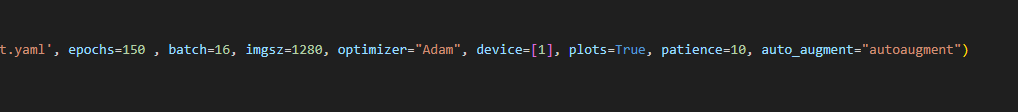 t.yaml', epochs=150 , batch=16, imgsz=1280, optimizer="Adam", device=[1], plots=True, patience=10, auto_augment="autoaugment")